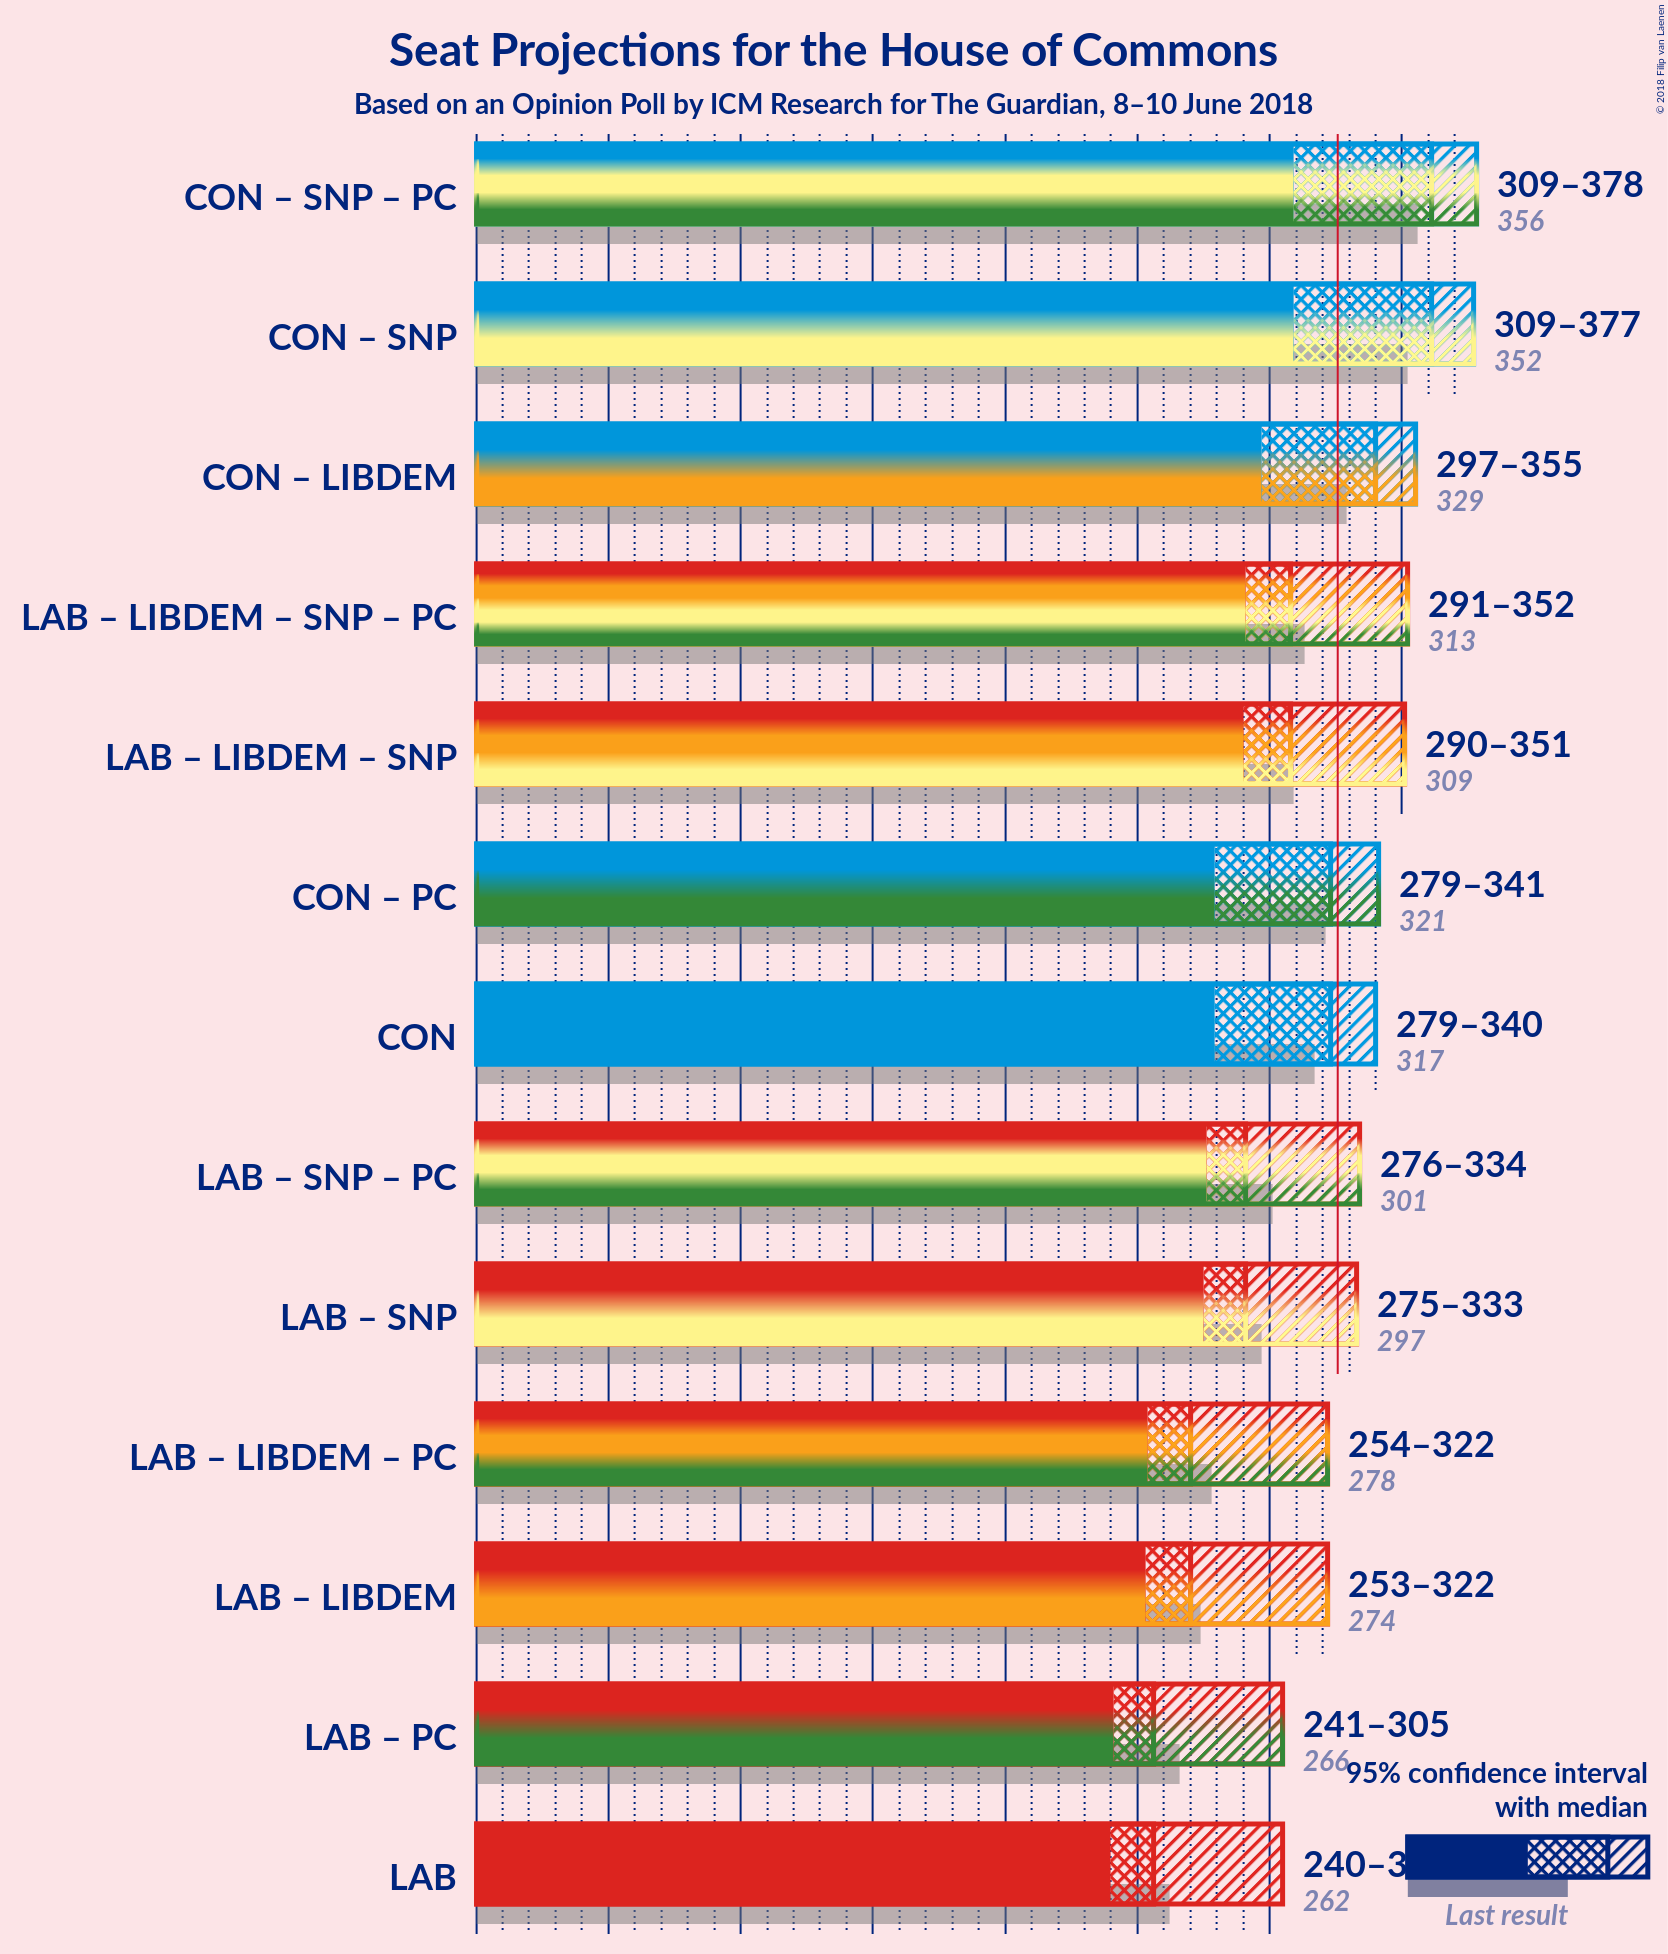 Seat Projections for the House of Commons
Based on an Opinion Poll by ICM Research for The Guardian, 8–10 June 2018
© 2018 Filip van Laenen
CON – SNP – PC
309–378
356
CON – SNP
309–377
352
CON – LIBDEM
297–355
329
LAB – LIBDEM – SNP – PC
291–352
313
LAB – LIBDEM – SNP
290–351
309
CON – PC
279–341
321
CON
279–340
317
LAB – SNP – PC
276–334
301
LAB – SNP
275–333
297
LAB – LIBDEM – PC
254–322
278
LAB – LIBDEM
253–322
274
LAB – PC
241–305
266
LAB
240–3
262
95% confidence interval
with median
Last result